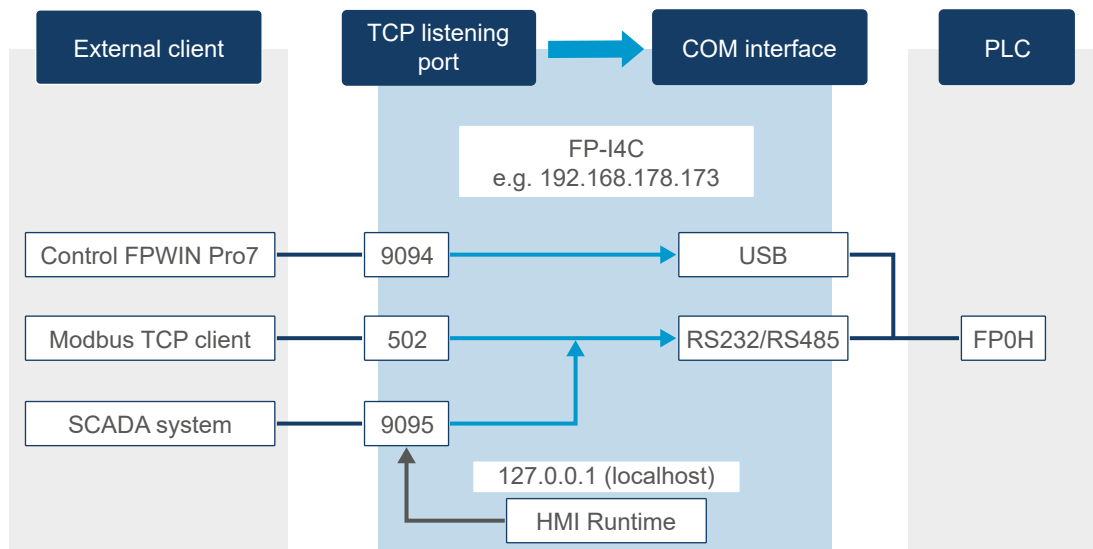 External client
TCP listening
port
COM interface
PLC
FP-I4C
e.g. 192.168.178.173
Control FPWIN Pro7
9094
USB
Modbus TCP client
502
RS232/RS485
FP0H
SCADA system
9095
127.0.0.1 (localhost)
HMI Runtime